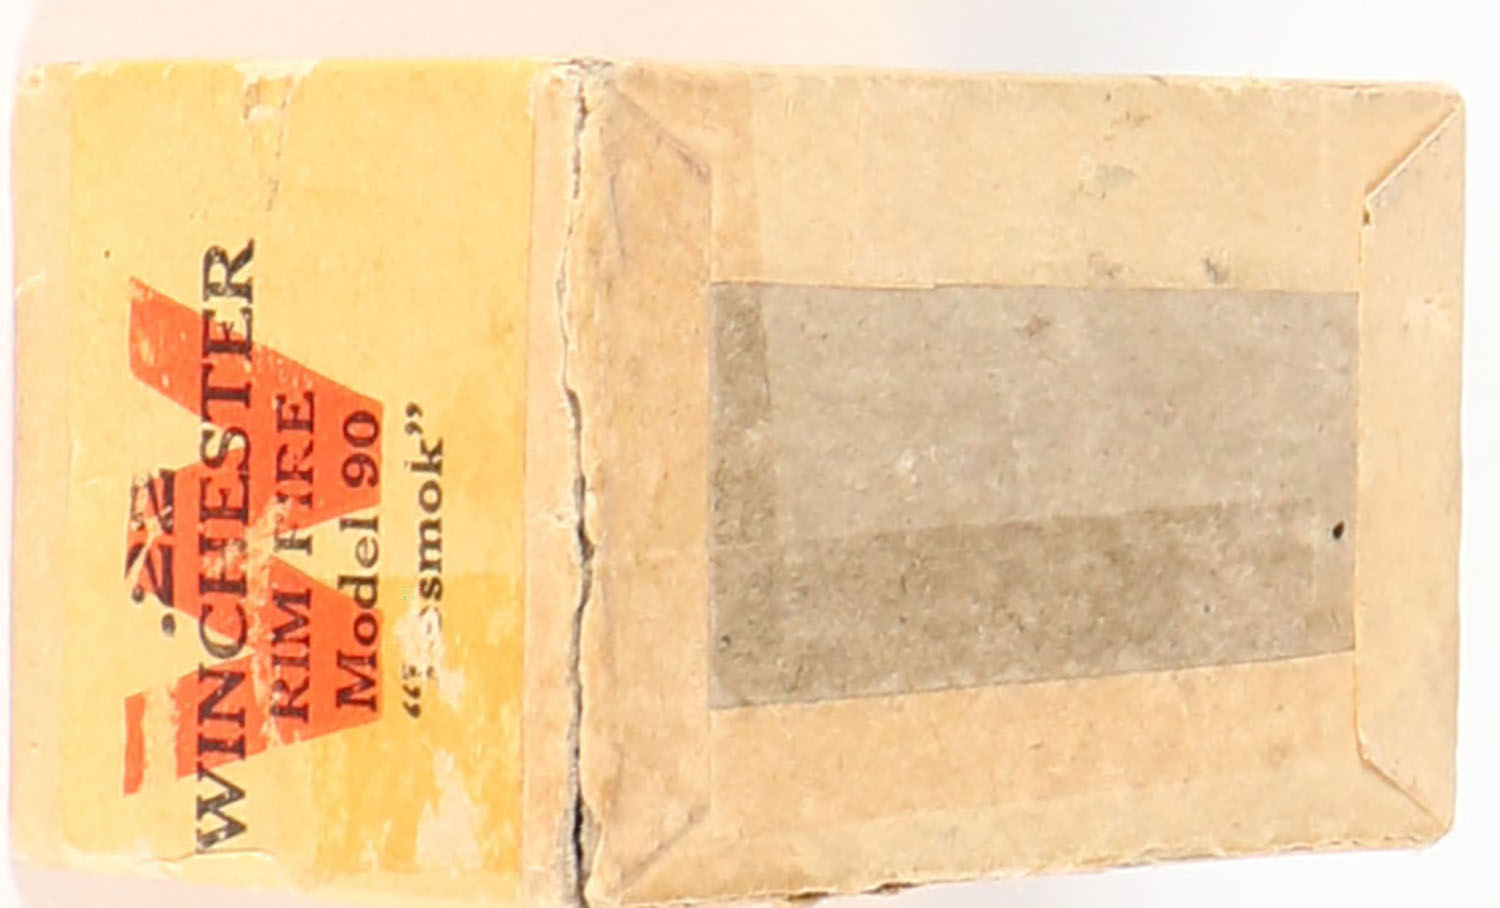 .22
WINCHESTER
RIM FIRE
Model 90